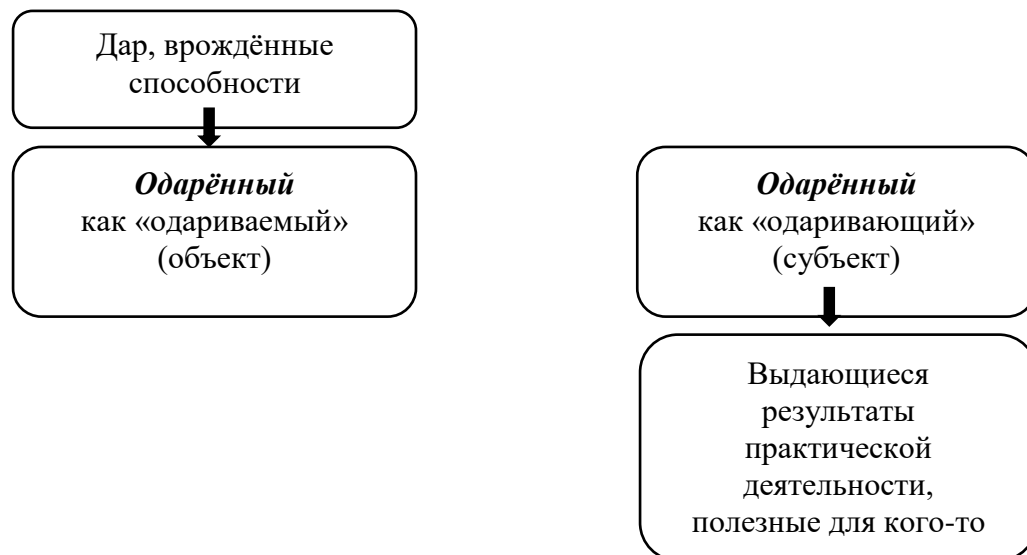 Дар, врождённые
способности
Одарённый
как «одариваемый»
(объект)
Одарённый
как «одаривающий»
(субъект)
Выдающиеся
результаты
практической
деятельности,
полезные для кого-то